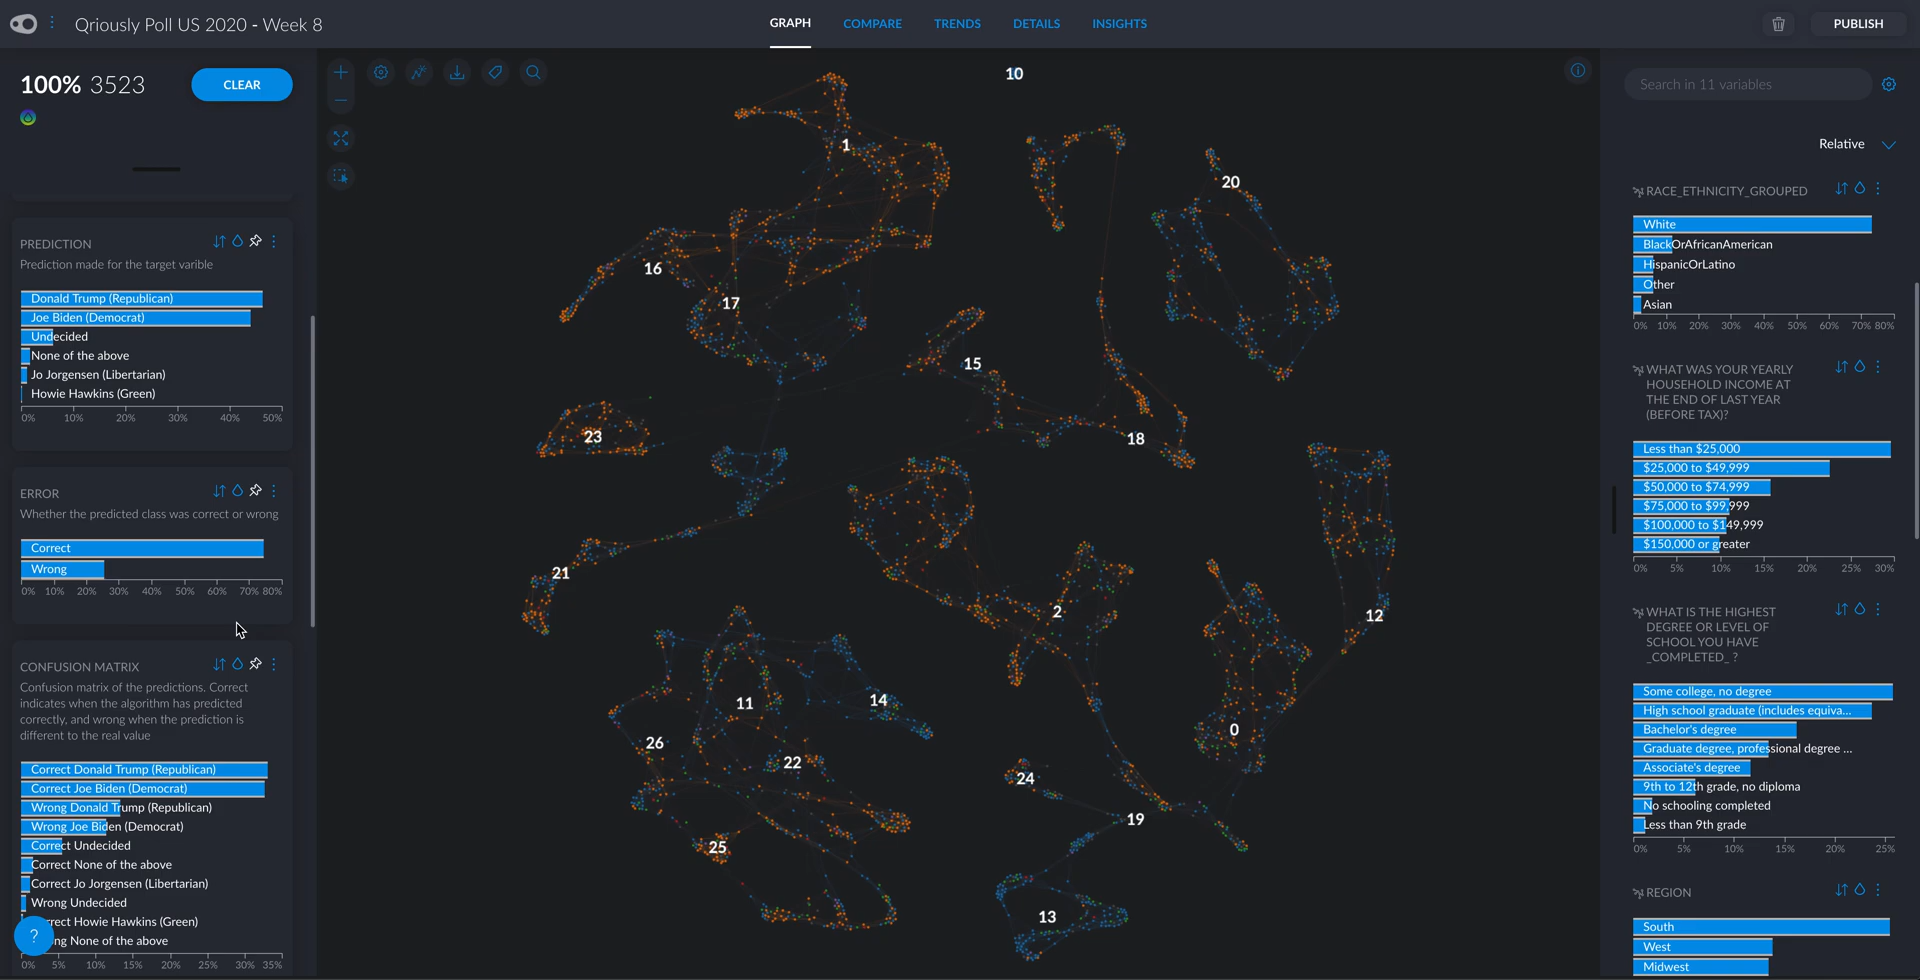 Qriously Poll US 2020 - Week 8
GRAPH
COMPARE
TRENDS
DETAILS
INSIGHTS
PUBLISH
100% 3523
CLEAR
PREDICTION
Prediction made for the target varible
Donald Trump (Republican)
Joe Biden (Democrat)
Undecided
None of the above
Jo Jorgensen (Libertarian)
Howie Hawkins (Green)
0% 10% 20% 30% 40% 50%
ERROR
Whether the predicted class was correct or wrong
Correct
Wrong
0% 10% 20% 30% 40% 50% 60% 70% 80%
CONFUSION MATRIX
Confusion matrix of the predictions. Correct
indicates when the algorithm has predicted
correctly, and wrong when the prediction is
different to the real value
Correct Donald Trump (Republican)
Correct Joe Biden (Democrat)
Wrong Donald Trump (Republican)
Wrong Joe Biden (Democrat)
Correct Undecided
Correct None of the above
Correct Jo Jorgensen (Libertarian)
Wrong Undecided
rrect Howie Hawkins (Green)
ng None of the above
0% 5% 10% 15% 20% 25% 30% 35%
?
10
1
20
16
17
15
23
18
21
2
12
11
14
0
26
22
24
19
25
13
Search in 11 variables
Relative
RACE_ETHNICITY_GROUPED
White
BlackOrAfricanAmerican
HispanicOrLatino
Other
Asian
0% 10% 20% 30% 40% 50% 60% 70% 80%
WHAT WAS YOUR YEARLY
HOUSEHOLD INCOME AT
THE END OF LAST YEAR
(BEFORE TAX)?
Less than $25,000
$25,000 to $49,999
$50,000 to $74,999
$75,000 to $99,999
$100,000 to $149,999
$150,000 or greater
0% 5% 10% 15% 20% 25% 30%
WHAT IS THE HIGHEST
DEGREE OR LEVEL OF
SCHOOL YOU HAVE
_COMPLETED_ ?
Some college, no degree
High school graduate (includes equiva...
Bachelor's degree
Graduate degree, professional degree ...
Associate's degree
9th to 12th grade, no diploma
No schooling completed
Less than 9th grade
0% 5% 10% 15% 20% 25%
REGION
South
West
Midwest